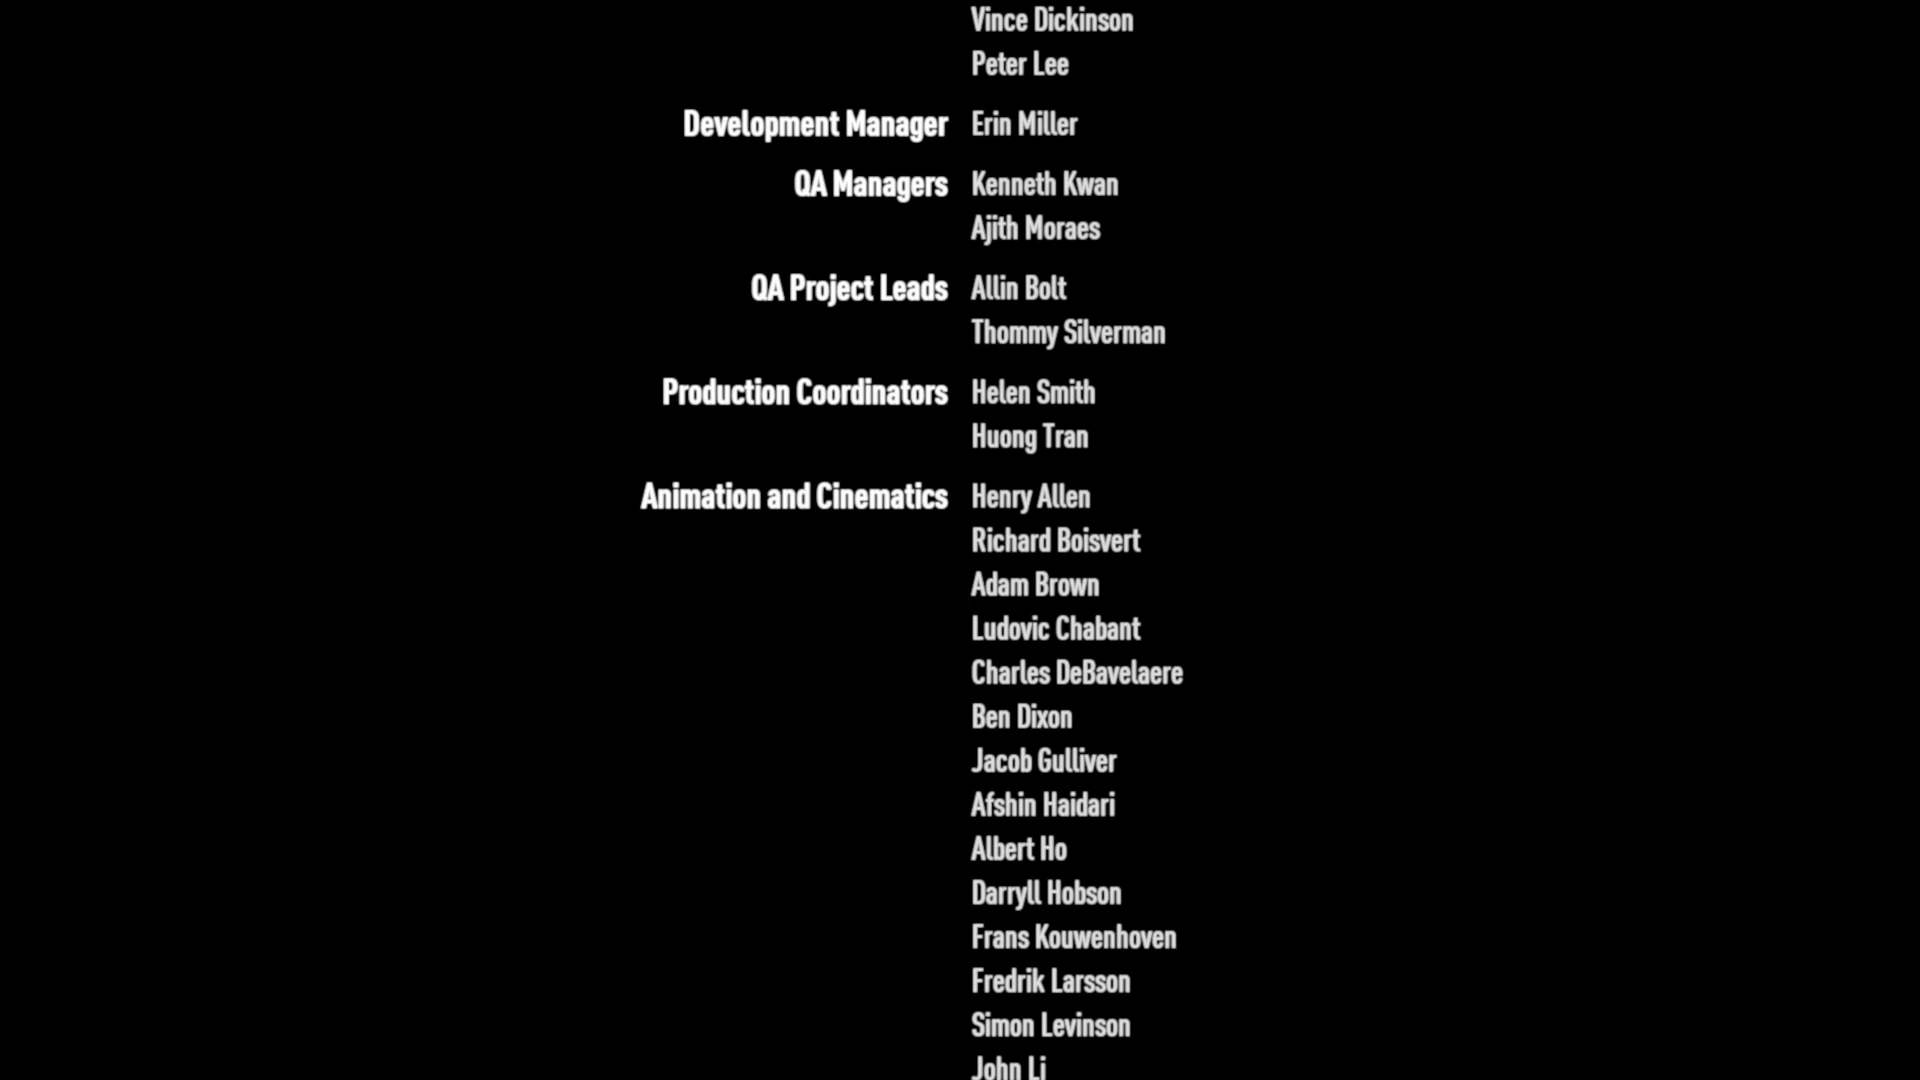 Vince Dickinson
Peter Lee
Development Manager Erin Miller
QA Managers Kenneth Kwan
Ajith Moraes
QA Project Leads Allin Bolt
Thommy Silverman
Production Coordinators Helen Smith
Huong Tran
Animation and Cinematics Henry Allen
Richard Boisvert
Adam Brown
Ludovic Chabant
Charles DeBavelaere
Ben Dixon
Jacob Gulliver
Afshin Haidari
Albert Ho
Darryll Hobson
Frans Kouwenhoven
Fredrik Larsson
Simon Levinson
John Li